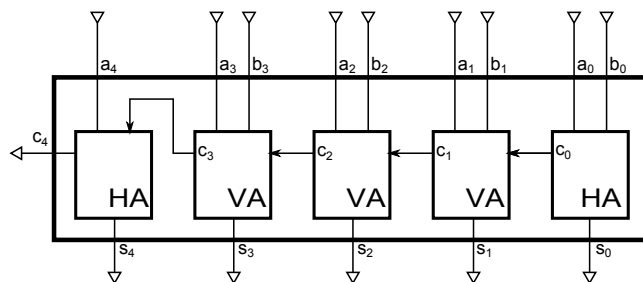 a₄ a₃ b₃ a₂ b₂ a₁ b₁ a₀ b₀
c₄ c₃ c₂ c₁ c₀
HA VA VA VA HA
s₄ s₃ s₂ s₁ s₀